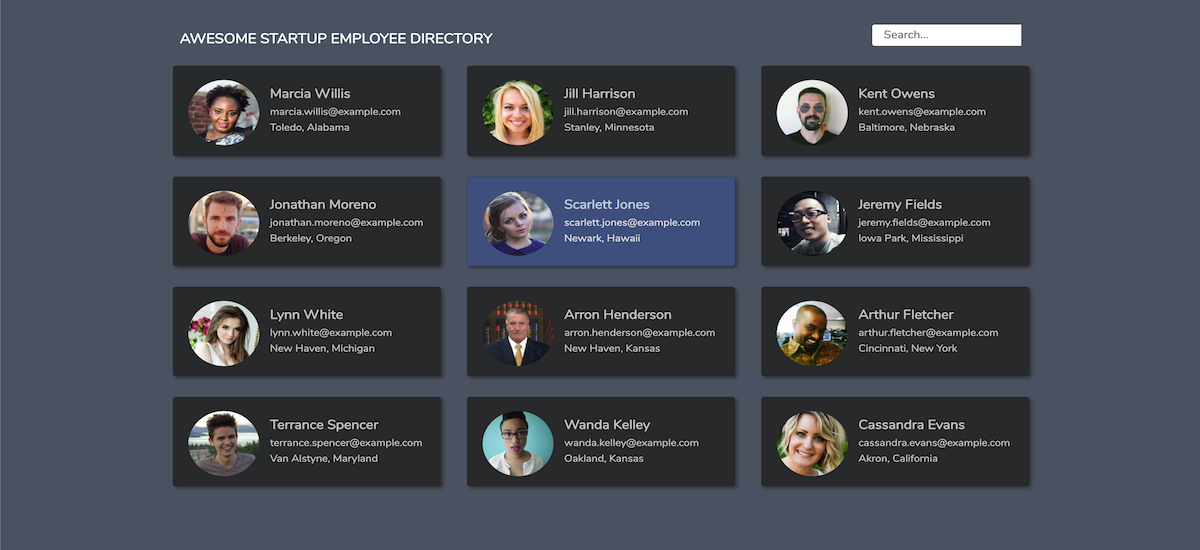 AWESOME STARTUP EMPLOYEE DIRECTORY
Search...
Marcia Willis
marcia.willis@example.com
Toledo, Alabama
Jill Harrison
jill.harrison@example.com
Stanley, Minnesota
Kent Owens
kent.owens@example.com
Baltimore, Nebraska
Jonathan Moreno
jonathan.moreno@example.com
Berkeley, Oregon
Scarlett Jones
scarlett.jones@example.com
Newark, Hawaii
Jeremy Fields
jeremy.fields@example.com
Iowa Park, Mississippi
Lynn White
lynn.white@example.com
New Haven, Michigan
Arron Henderson
arron.henderson@example.com
New Haven, Kansas
Arthur Fletcher
arthur.fletcher@example.com
Cincinnati, New York
Terrance Spencer
terrance.spencer@example.com
Van Alstyne, Maryland
Wanda Kelley
wanda.kelley@example.com
Oakland, Kansas
Cassandra Evans
cassandra.evans@example.com
Akron, California